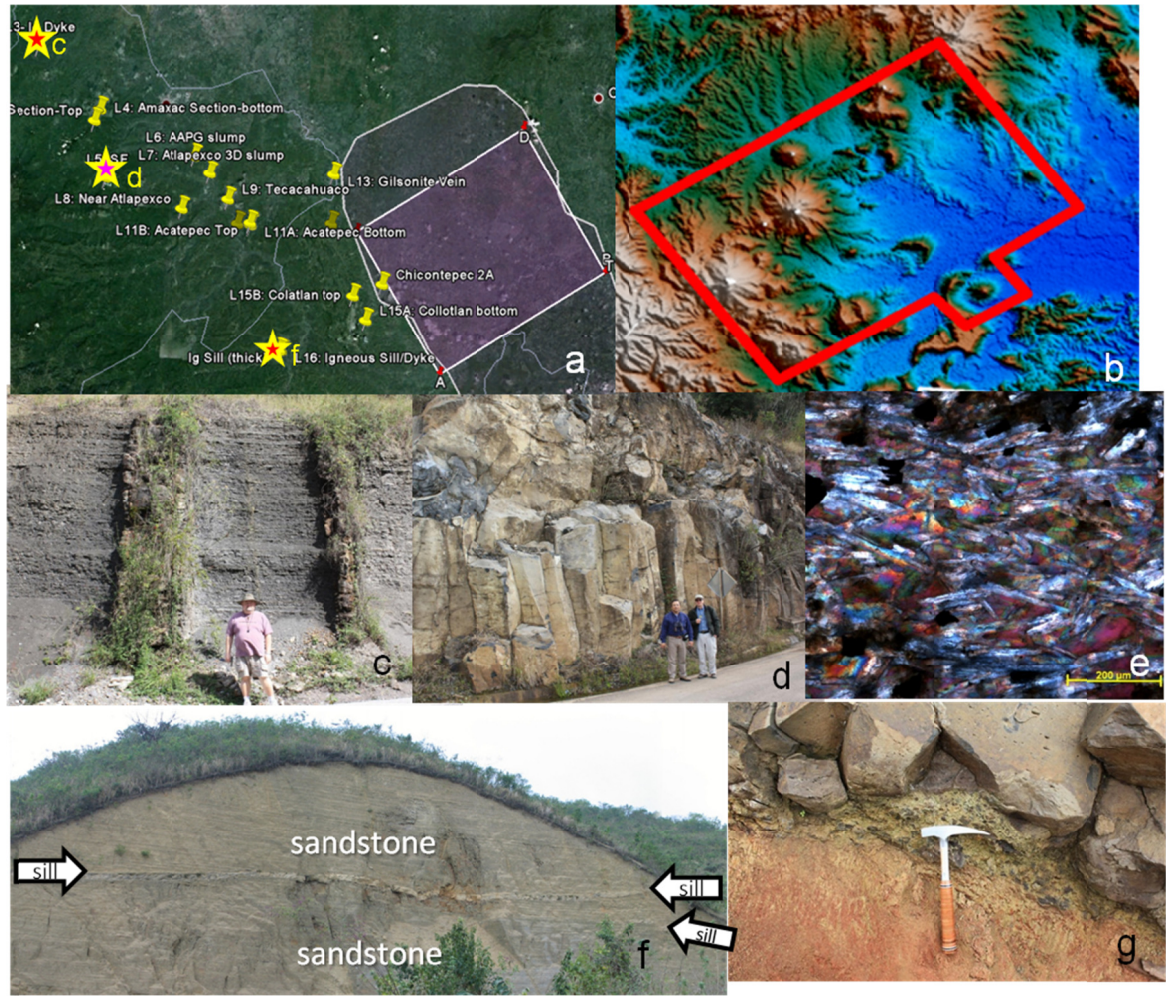 Dyke
c
Section-Top
L4: Amaxac Section-bottom
L6: AAPG slump
L7: Atlapexco 3D slump
d
L8: Near Atlapexco
L9: Tecacahuaco
L13: Gilsonite Vein
L11B: Acatepec Top
L11A: Acatepec Bottom
Chicontepec 2A
L15B: Colatlan top
L15A: Collotlan bottom
Ig Sill (thick
f
L16: Igneous Sill/Dyke
D
A
a
b
c
d
e
200 µm
sandstone
sill
sill
sill
sandstone
f
g